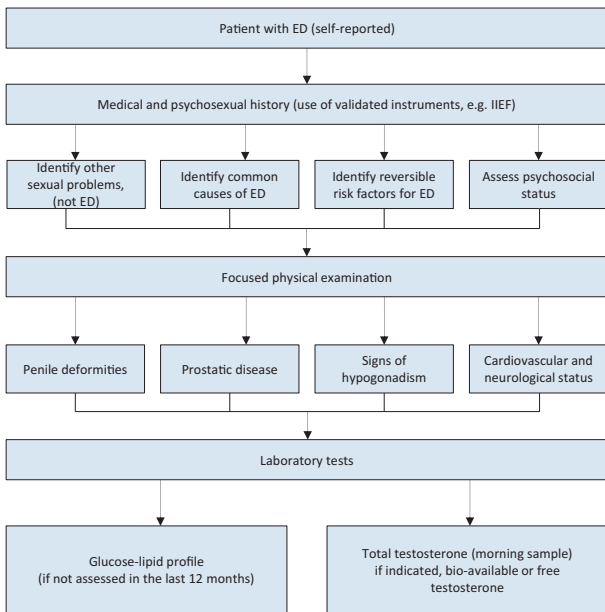 Patient with ED (self-reported)
Medical and psychosexual history (use of validated instruments, e.g. IIEF)
Identify other
sexual problems,
(not ED)
Identify common
causes of ED
Identify reversible
risk factors for ED
Assess psychosocial
status
Focused physical examination
Penile deformities
Prostatic disease
Signs of
hypogonadism
Cardiovascular and
neurological status
Laboratory tests
Glucose-lipid profile
(if not assessed in the last 12 months)
Total testosterone (morning sample)
if indicated, bio-available or free
testosterone